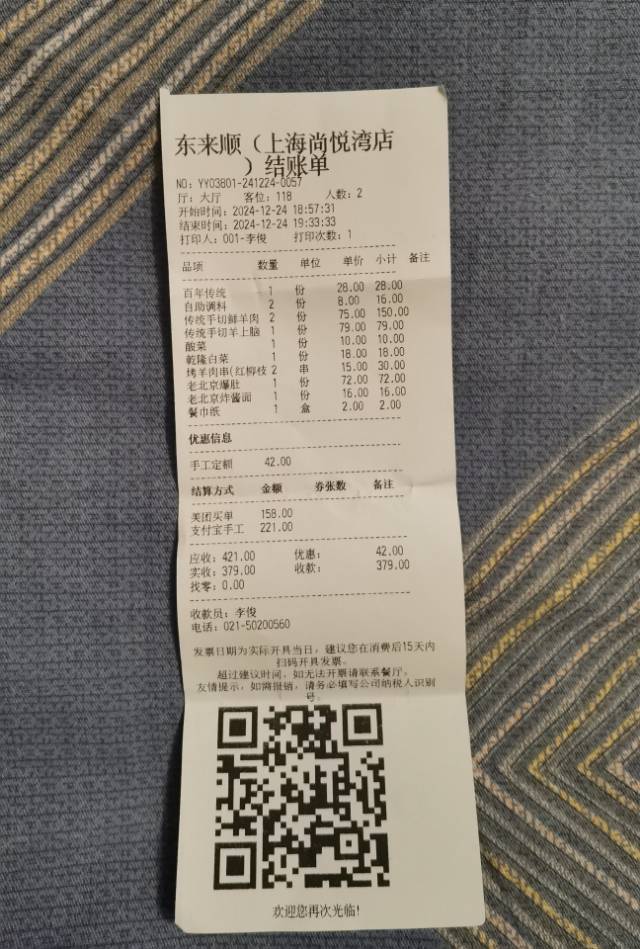 东来顺（上海尚悦湾店
）结账单
NO: YY03801-241224-0057
厅: 大厅 客位: 118 人数: 2
开始时间: 2024-12-24 18:57:31
结束时间: 2024-12-24 19:33:33
打印人: 001-李俊 打印次数: 1
品项 数量 单位 单价 小计 备注
百年传统 1 份 28.00 28.00
自助调料 2 份 8.00 16.00
传统手切鲜羊肉 2 份 75.00 150.00
传统手切羊上脑 1 份 79.00 79.00
酸菜 1 份 10.00 10.00
乾隆白菜 1 份 18.00 18.00
烤羊肉串(红柳枝 2 串 15.00 30.00
老北京爆肚 1 份 72.00 72.00
老北京炸酱面 1 份 16.00 16.00
餐巾纸 1 盒 2.00 2.00
优惠信息
手工定额 42.00
结算方式 金额 券张数 备注
美团买单 158.00
支付宝手工 221.00
应收: 421.00 优惠: 42.00
实收: 379.00 收款: 379.00
找零: 0.00
收款员: 李俊
电话: 021-50200560
发票日期为实际开具当日，建议您在消费后15天内
扫码开具发票。
超过建议时间，如无法开票请联系餐厅。
友情提示，如需报销，请务必填写公司纳税人识别
号。
欢迎您再次光临!